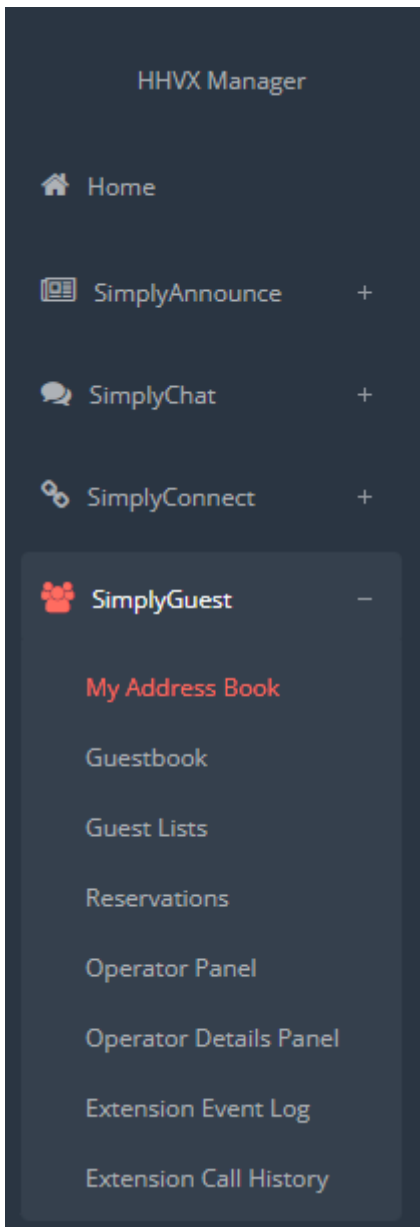 HHVX Manager
Home
SimplyAnnounce +
SimplyChat +
SimplyConnect +
SimplyGuest −
My Address Book
Guestbook
Guest Lists
Reservations
Operator Panel
Operator Details Panel
Extension Event Log
Extension Call History